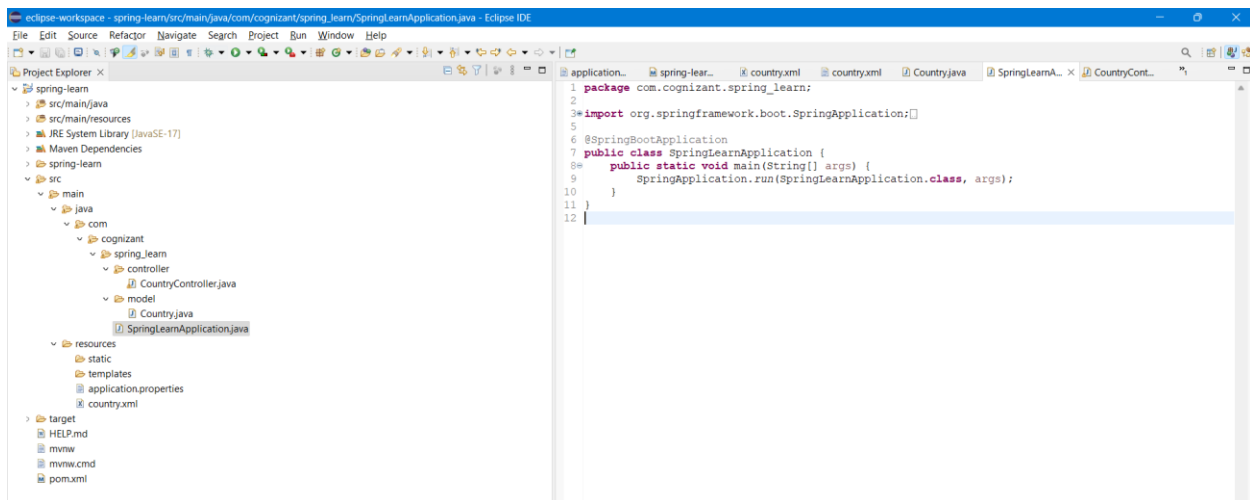 eclipse-workspace - spring-learn/src/main/java/com/cognizant/spring_learn/SpringLearnApplication.java - Eclipse IDE
File Edit Source Refactor Navigate Search Project Run Window Help
Project Explorer
spring-learn
src/main/java
src/main/resources
JRE System Library [JavaSE-17]
Maven Dependencies
spring-learn
src
main
java
com
cognizant
spring_learn
controller
CountryController.java
model
Country.java
SpringLearnApplication.java
resources
static
templates
application.properties
country.xml
target
HELP.md
mvnw
mvnw.cmd
pom.xml
application... spring-lear... country.xml country.xml Country.java SpringLearnA... CountryCont... »1
1 package com.cognizant.spring_learn;
2
3 import org.springframework.boot.SpringApplication;
5
6 @SpringBootApplication
7 public class SpringLearnApplication {
8 public static void main(String[] args) {
9 SpringApplication.run(SpringLearnApplication.class, args);
10 }
11 }
12